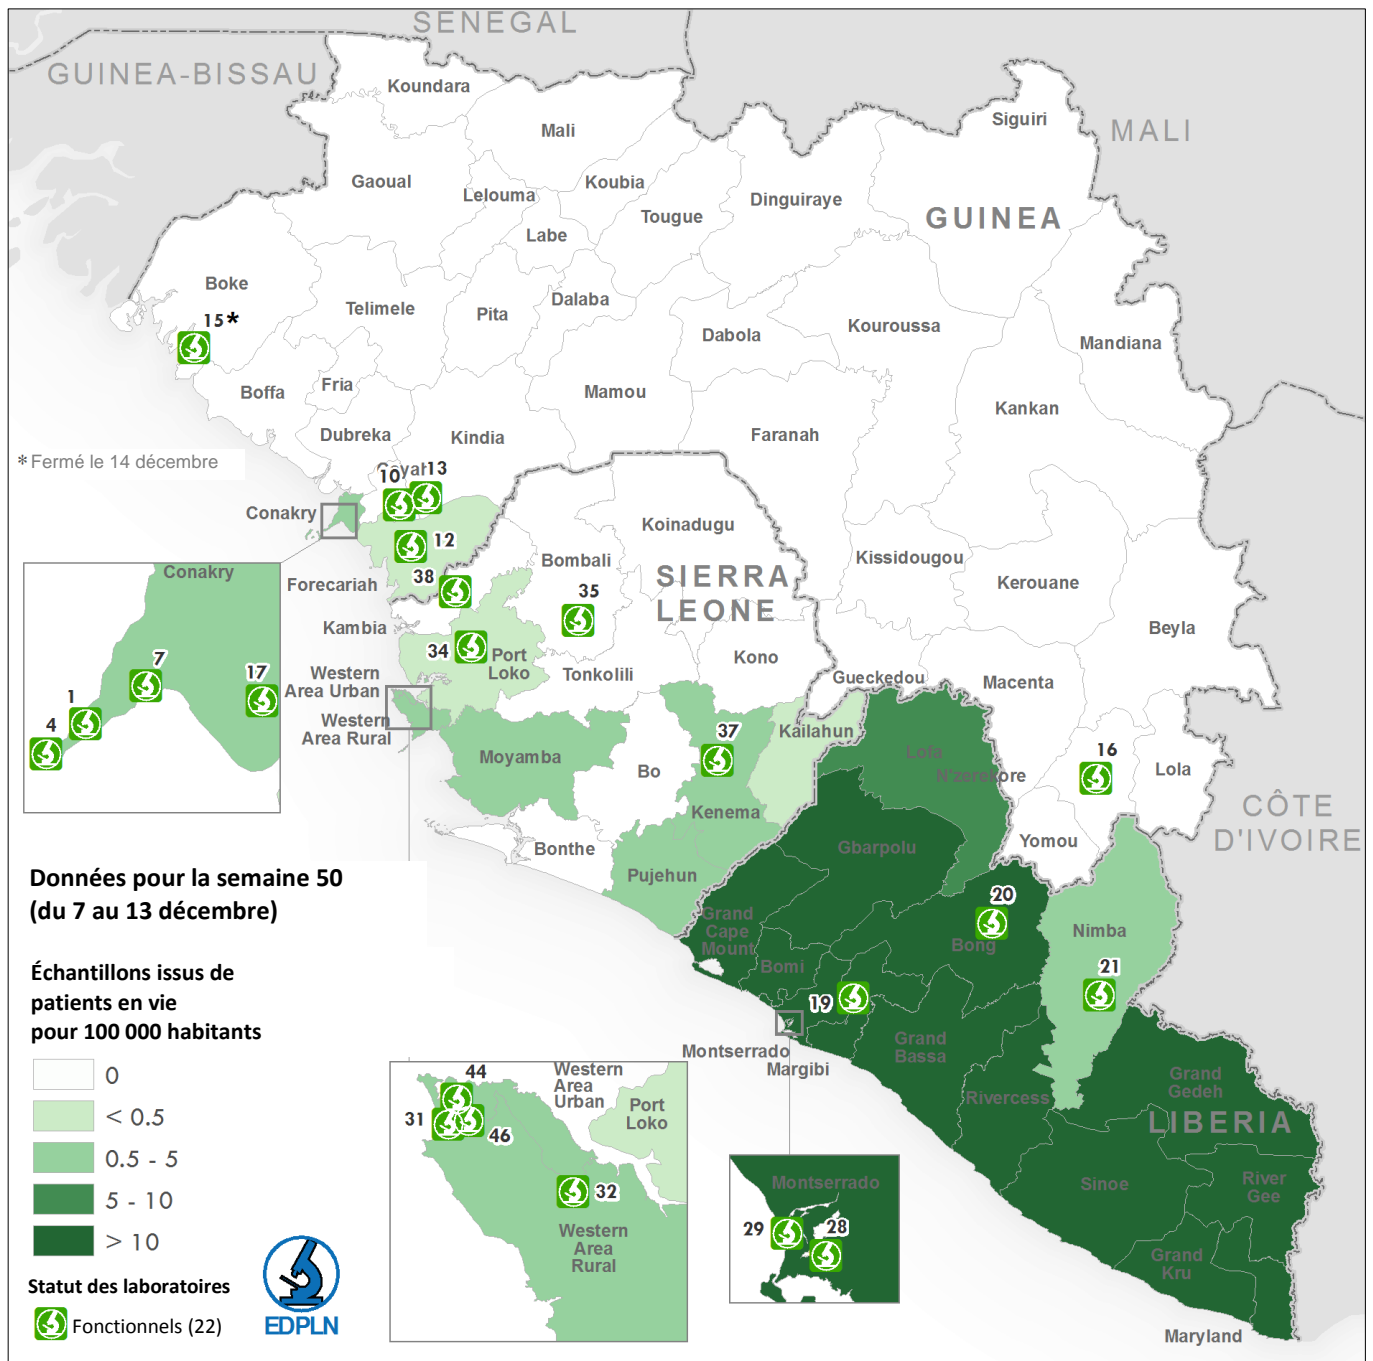 SENEGAL
GUINEA-BISSAU
Koundara
Mali
Siguiri
MALI
Gaoual
Lelouma
Koubia
Tougue
Dinguiraye
GUINEA
Labe
Boke
Telimele
Pita
Dalaba
Dabola
Kouroussa
Mandiana
15*
Boffa
Fria
Mamou
Kankan
Dubreka
Kindia
Faranah
*Fermé le 14 décembre
10
13
Conakry
12
Koinadugu
Bombali
Kissidougou
Kerouane
Forecariah
38
SIERRA
LEONE
35
Kambia
Beyla
34
Port
Loko
Kono
Tonkolili
Gueckedou
Macenta
Western
Area Urban
Western
Area Rural
Conakry
7
17
1
4
Moyamba
Bo
37
Kailahun
Lofa
N'zerekore
16
Lola
Kenema
CÔTE
D'IVOIRE
Bonthe
Gbarpolu
Yomou
Pujehun
Données pour la semaine 50
(du 7 au 13 décembre)
Grand
Cape
Mount
20
Bong
Nimba
Bomi
21
19
Échantillons issus de
patients en vie
pour 100 000 habitants
0
< 0.5
0.5 - 5
5 - 10
> 10
Montserrado
Margibi
Grand
Bassa
Rivercess
Grand
Gedeh
LIBERIA
44
Western
Area
Urban
Port
Loko
31
46
32
Western
Area
Rural
Montserrado
29
28
Sinoe
River
Gee
Grand
Kru
Maryland
Statut des laboratoires
Fonctionnels (22)
EDPLN